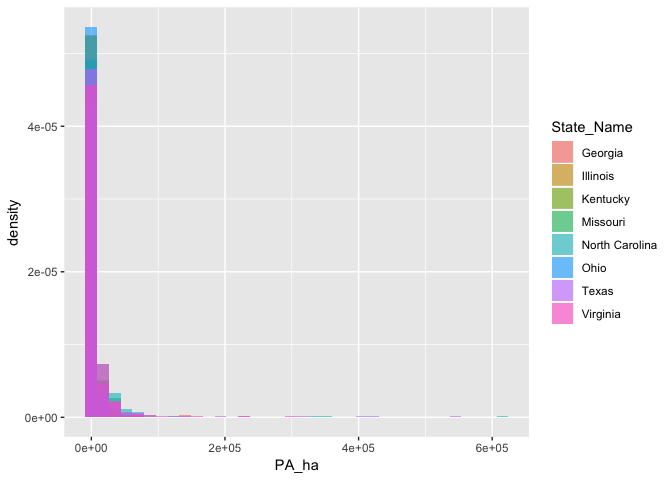 4e-05
2e-05
0e+00
density
0e+00 2e+05 4e+05 6e+05
PA_ha
State_Name
Georgia
Illinois
Kentucky
Missouri
North Carolina
Ohio
Texas
Virginia